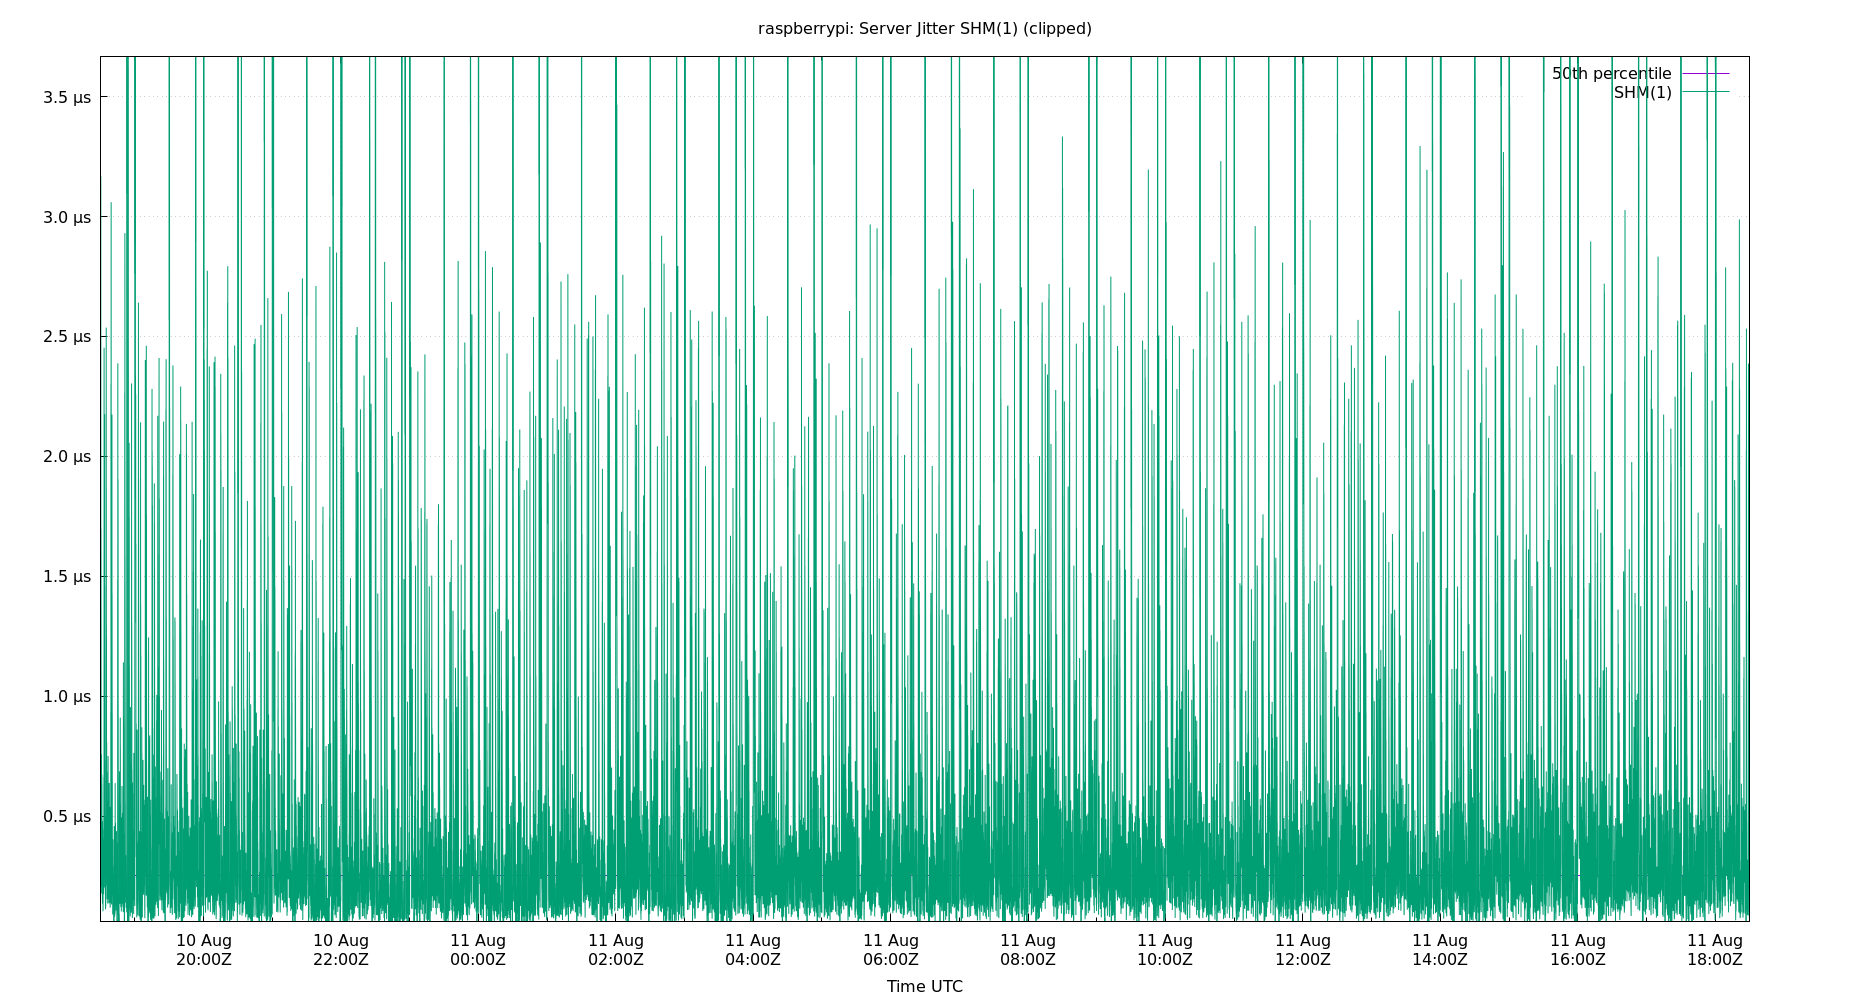 raspberrypi: Server Jitter SHM(1) (clipped)
50th percentile
SHM(1)
3.5 µs
3.0 µs
2.5 µs
2.0 µs
1.5 µs
1.0 µs
0.5 µs
10 Aug 10 Aug 11 Aug 11 Aug 11 Aug 11 Aug 11 Aug 11 Aug 11 Aug 11 Aug 11 Aug 11 Aug
20:00Z 22:00Z 00:00Z 02:00Z 04:00Z 06:00Z 08:00Z 10:00Z 12:00Z 14:00Z 16:00Z 18:00Z
Time UTC